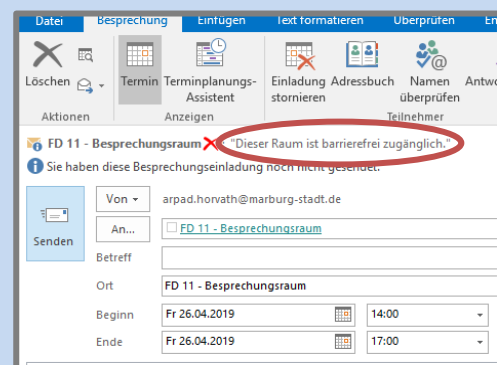 Datei Besprechung Einfügen Text formatieren Überprüfen
Löschen Termin Terminplanungs-Assistent Einladung stornieren Adressbuch Namen überprüfen
Aktionen Anzeigen Teilnehmer
FD 11 - Besprechungsraum "Dieser Raum ist barrierefrei zugänglich."
Sie haben diese Besprechungseinladung noch nicht gesendet.
Von arpad.horvath@marburg-stadt.de
Senden
An... FD 11 - Besprechungsraum
Betreff
Ort FD 11 - Besprechungsraum
Beginn Fr 26.04.2019 14:00
Ende Fr 26.04.2019 17:00